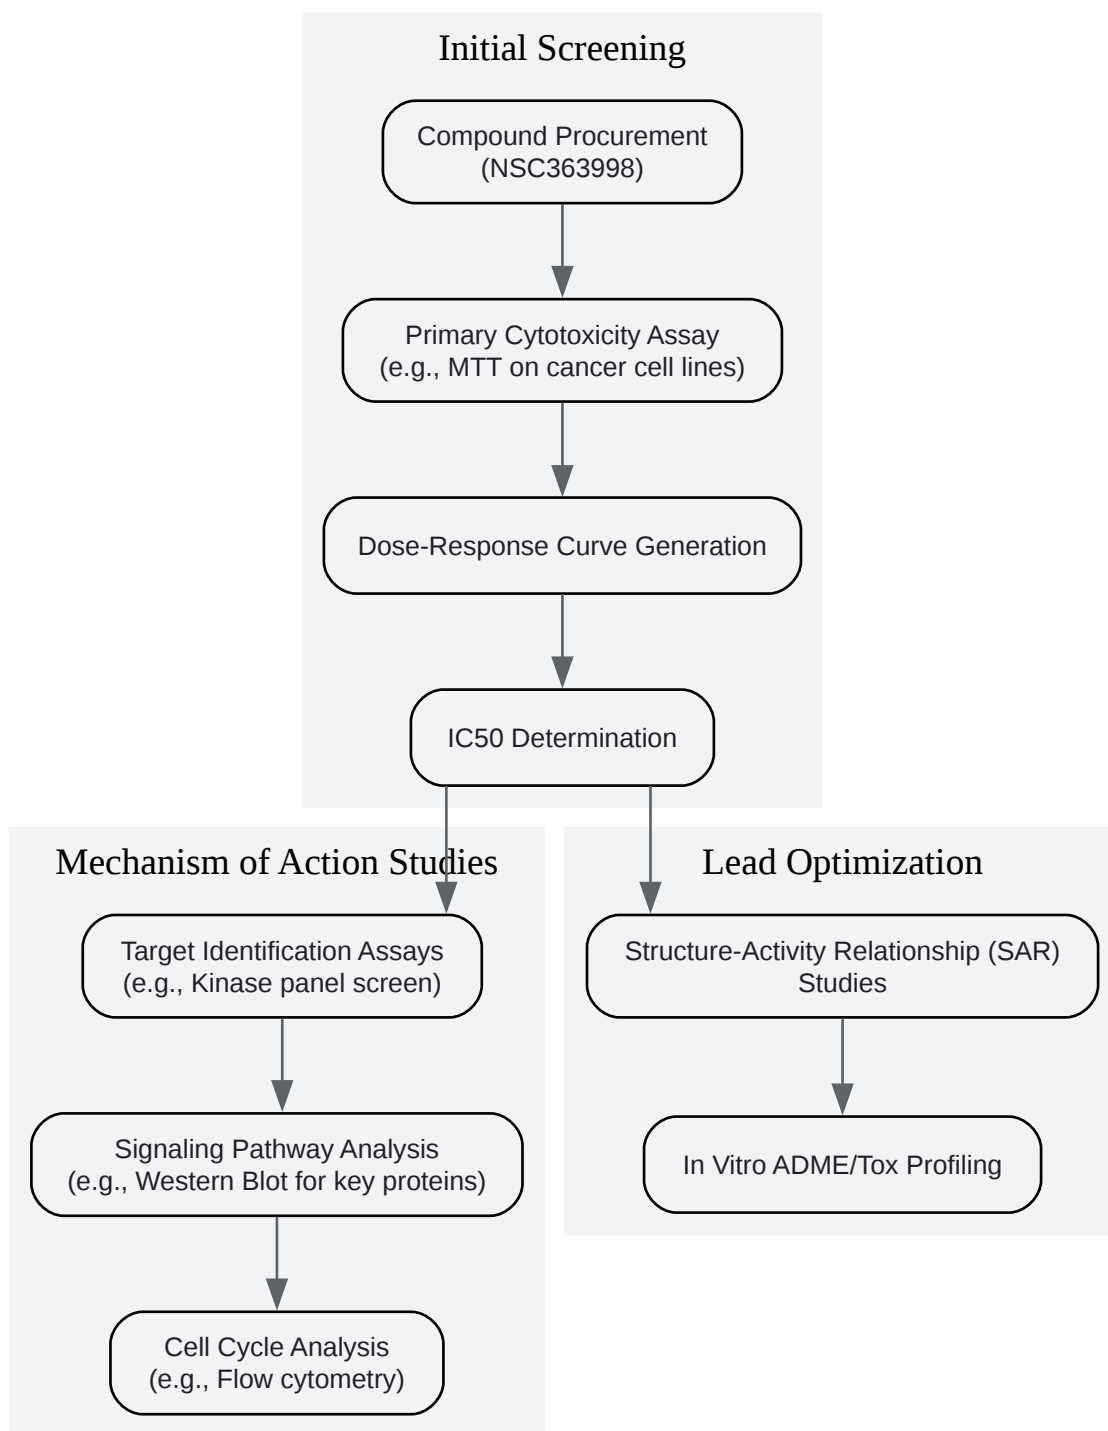 Initial Screening
Compound Procurement
(NSC363998)
Primary Cytotoxicity Assay
(e.g., MTT on cancer cell lines)
Dose-Response Curve Generation
IC50 Determination
Mechanism of Action Studies
Target Identification Assays
(e.g., Kinase panel screen)
Signaling Pathway Analysis
(e.g., Western Blot for key proteins)
Cell Cycle Analysis
(e.g., Flow cytometry)
Lead Optimization
Structure-Activity Relationship (SAR)
Studies
In Vitro ADME/Tox Profiling